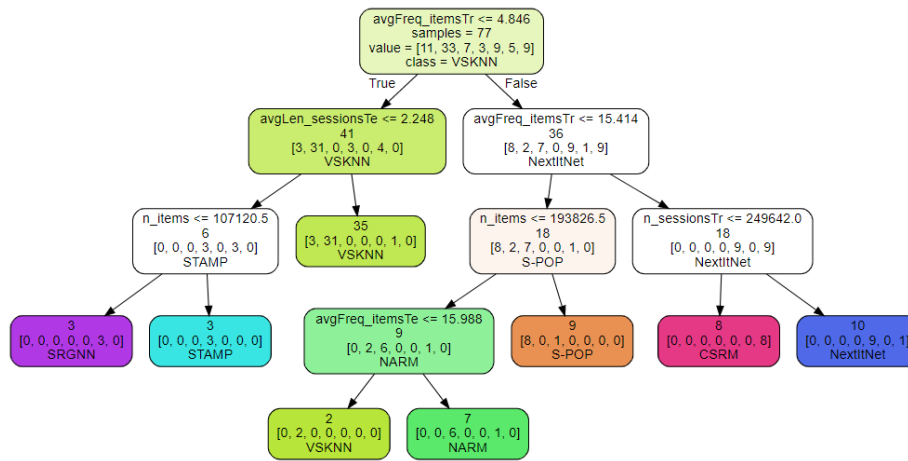 avgFreq_itemsTr <= 4.846
samples = 77
value = [11, 33, 7, 3, 9, 5, 9]
class = VSKNN
True
False
avgLen_sessionsTe <= 2.248
41
[3, 31, 0, 3, 0, 4, 0]
VSKNN
avgFreq_itemsTr <= 15.414
36
[8, 2, 7, 0, 9, 1, 9]
NextItNet
n_items <= 107120.5
6
[0, 0, 0, 3, 0, 3, 0]
STAMP
35
[3, 31, 0, 0, 0, 1, 0]
VSKNN
n_items <= 193826.5
18
[8, 2, 7, 0, 0, 1, 0]
S-POP
n_sessionsTr <= 249642.0
18
[0, 0, 0, 0, 9, 0, 9]
NextItNet
3
[0, 0, 0, 0, 0, 3, 0]
SRGNN
3
[0, 0, 0, 3, 0, 0, 0]
STAMP
avgFreq_itemsTe <= 15.988
9
[0, 2, 6, 0, 0, 1, 0]
NARM
9
[8, 0, 1, 0, 0, 0, 0]
S-POP
8
[0, 0, 0, 0, 0, 0, 8]
CSRM
10
[0, 0, 0, 0, 9, 0, 1]
NextItNet
2
[0, 2, 0, 0, 0, 0, 0]
VSKNN
7
[0, 0, 6, 0, 0, 1, 0]
NARM